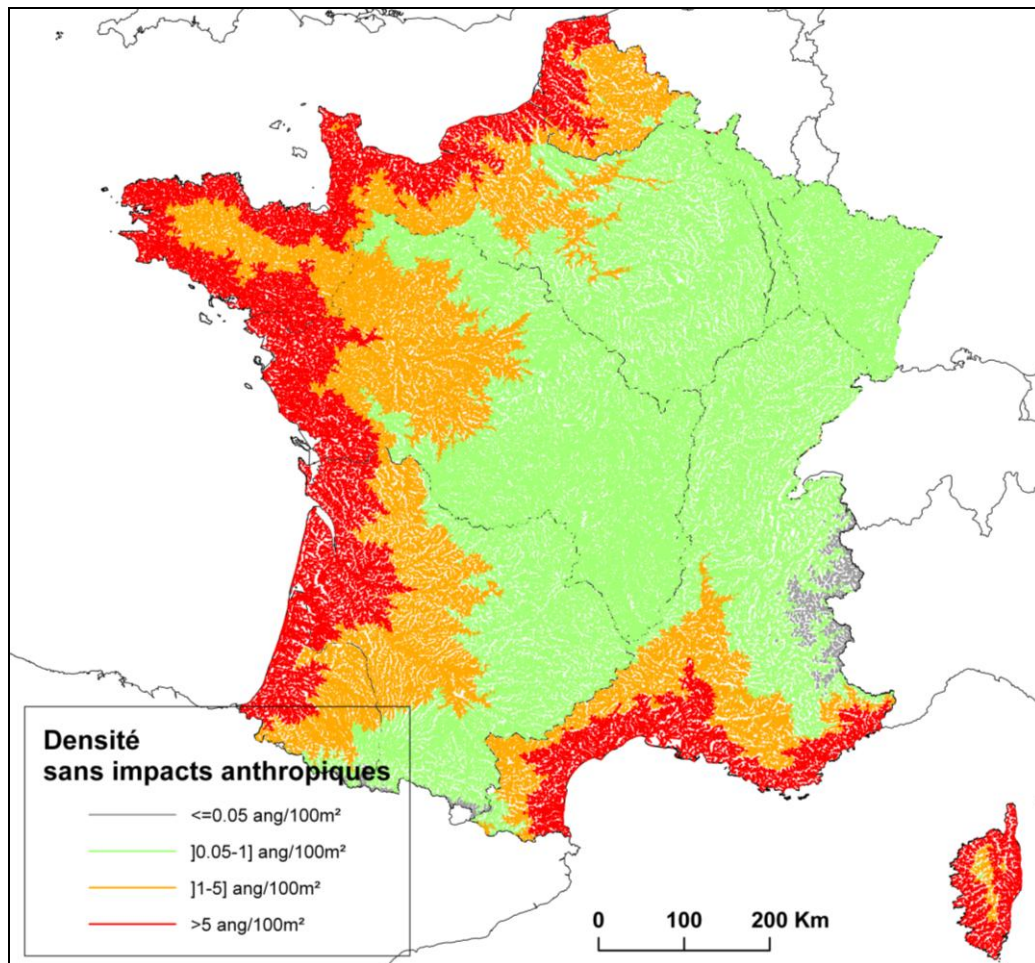 Densité
sans impacts anthropiques
<=0.05 ang/100m²
]0.05-1] ang/100m²
]1-5] ang/100m²
>5 ang/100m²
0 100 200 Km